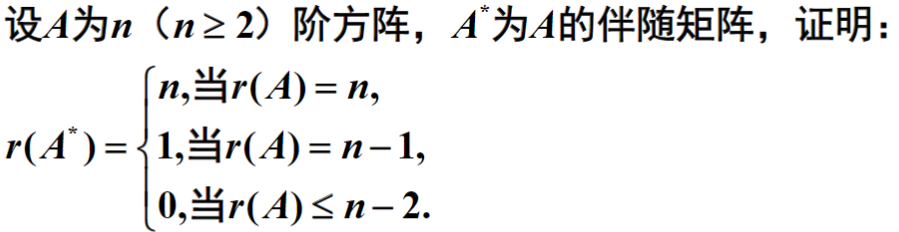 设A为n（n ≥ 2）阶方阵，A*为A的伴随矩阵，证明：
r(A*) = { n,当r(A) = n,
1,当r(A) = n − 1,
0,当r(A) ≤ n − 2.